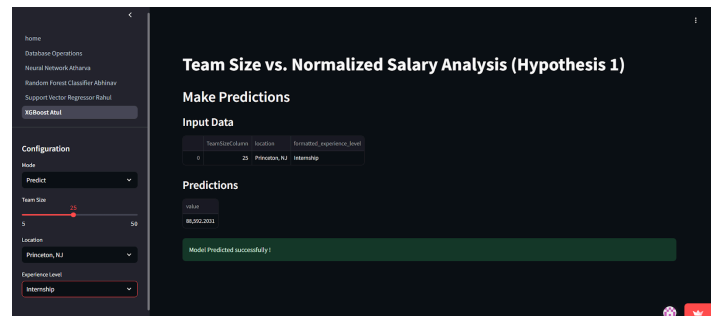 home
Database Operations
Neural Network Atharva
Random Forest Classifier Abhinav
Support Vector Regressor Rahul
XGBoost Atul
Configuration
Mode
Predict
Team Size
25
5 50
Location
Princeton, NJ
Experience Level
Internship
Team Size vs. Normalized Salary Analysis (Hypothesis 1)
Make Predictions
Input Data
TeamSizeColumn location formatted_experience_level
0 25 Princeton, NJ Internship
Predictions
value
88,592.2031
Model Predicted successfully !